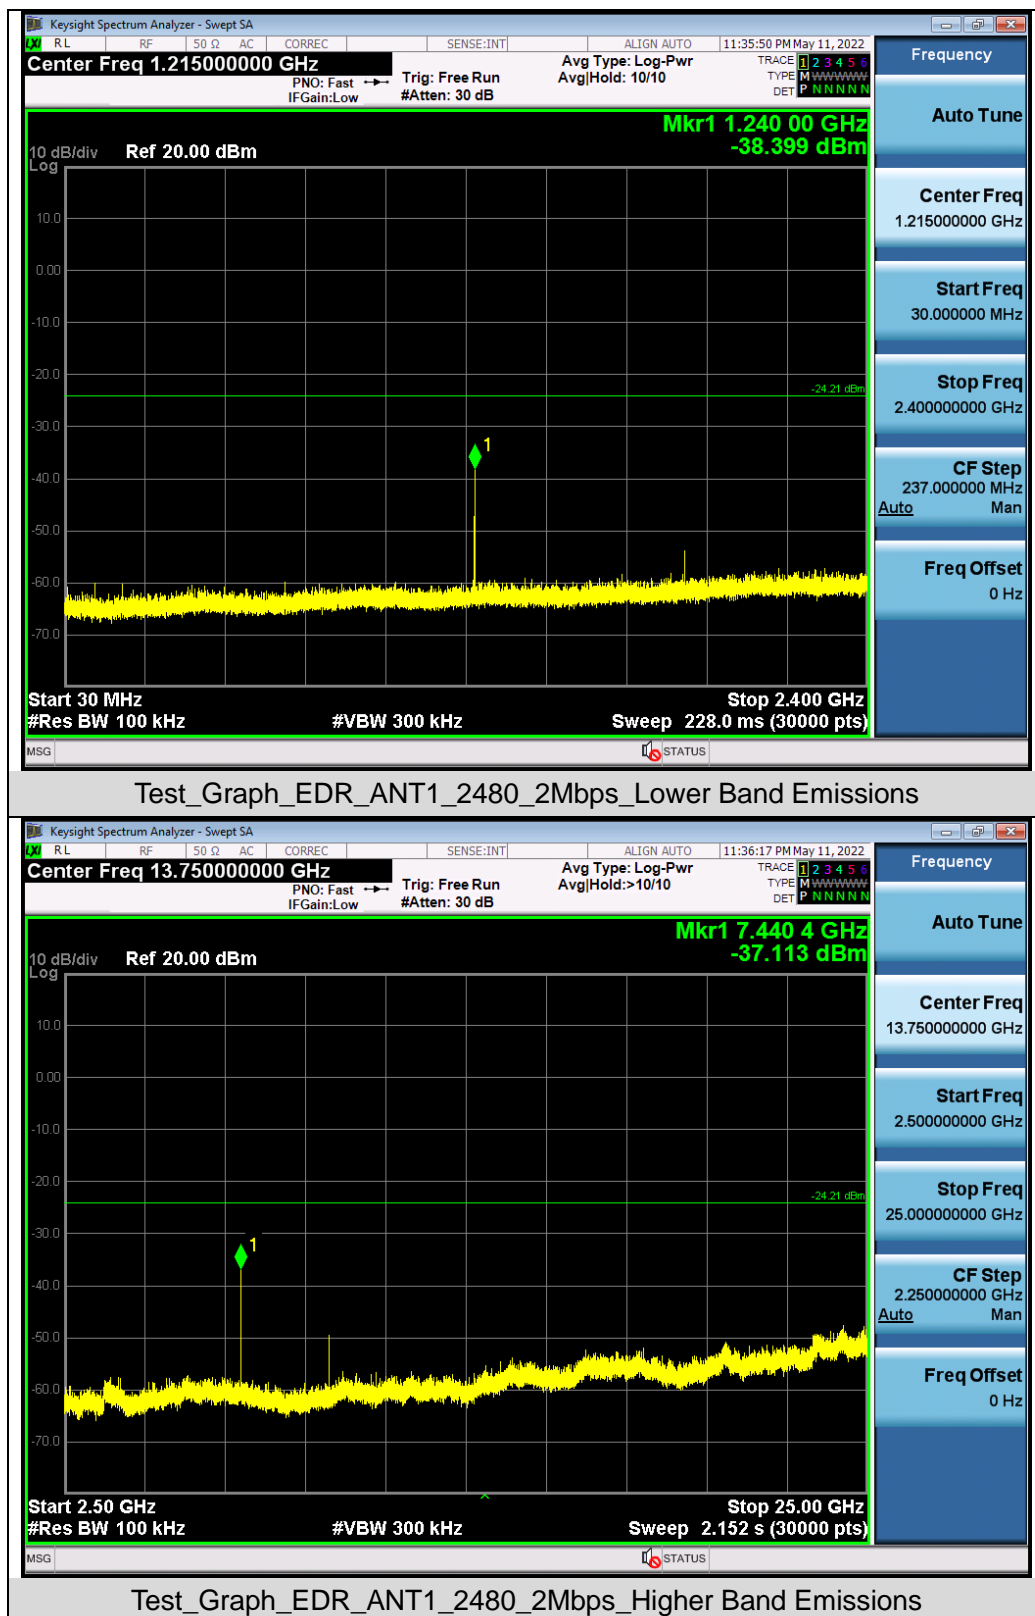 Keysight Spectrum Analyzer - Swept SA
LXI RL RF 50 Ω AC CORREC SENSE:INT ALIGN AUTO 11:35:50 PM May 11, 2022
Center Freq 1.215000000 GHz
PNO: Fast
IFGain:Low
Trig: Free Run
#Atten: 30 dB
Avg Type: Log-Pwr
Avg|Hold: 10/10
TRACE 1 2 3 4 5 6
TYPE M WWWWW
DET P N N N N N
Mkr1 1.240 00 GHz
-38.399 dBm
10 dB/div
Log
Ref 20.00 dBm
10.0
0.00
-10.0
-20.0
-24.21 dBm
-30.0
1
-40.0
-50.0
-60.0
-70.0
Start 30 MHz
Stop 2.400 GHz
#Res BW 100 kHz
#VBW 300 kHz
Sweep 228.0 ms (30000 pts)
MSG
STATUS
Frequency
Auto Tune
Center Freq
1.215000000 GHz
Start Freq
30.000000 MHz
Stop Freq
2.400000000 GHz
CF Step
237.000000 MHz
Auto Man
Freq Offset
0 Hz
Test_Graph_EDR_ANT1_2480_2Mbps_Lower Band Emissions
Keysight Spectrum Analyzer - Swept SA
LXI RL RF 50 Ω AC CORREC SENSE:INT ALIGN AUTO 11:36:17 PM May 11, 2022
Center Freq 13.750000000 GHz
PNO: Fast
IFGain:Low
Trig: Free Run
#Atten: 30 dB
Avg Type: Log-Pwr
Avg|Hold:>10/10
TRACE 1 2 3 4 5 6
TYPE M WWWWW
DET P N N N N N
Mkr1 7.440 4 GHz
-37.113 dBm
10 dB/div
Log
Ref 20.00 dBm
10.0
0.00
-10.0
-20.0
-24.21 dBm
-30.0
1
-40.0
-50.0
-60.0
-70.0
Start 2.50 GHz
Stop 25.00 GHz
#Res BW 100 kHz
#VBW 300 kHz
Sweep 2.152 s (30000 pts)
MSG
STATUS
Frequency
Auto Tune
Center Freq
13.750000000 GHz
Start Freq
2.500000000 GHz
Stop Freq
25.000000000 GHz
CF Step
2.250000000 GHz
Auto Man
Freq Offset
0 Hz
Test_Graph_EDR_ANT1_2480_2Mbps_Higher Band Emissions